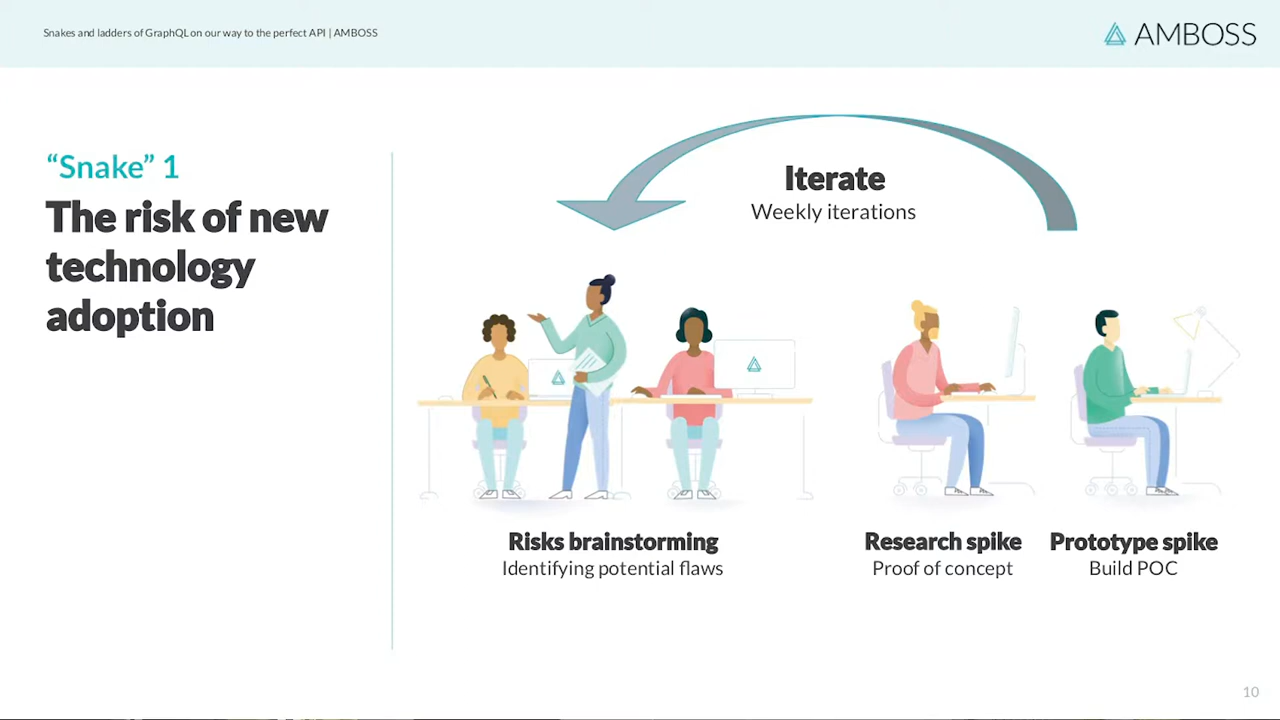 Snakes and ladders of GraphQL on our way to the perfect API | AMBOSS
AMBOSS
“Snake” 1
The risk of new
technology
adoption
Iterate
Weekly iterations
Risks brainstorming
Identifying potential flaws
Research spike
Proof of concept
Prototype spike
Build POC
10